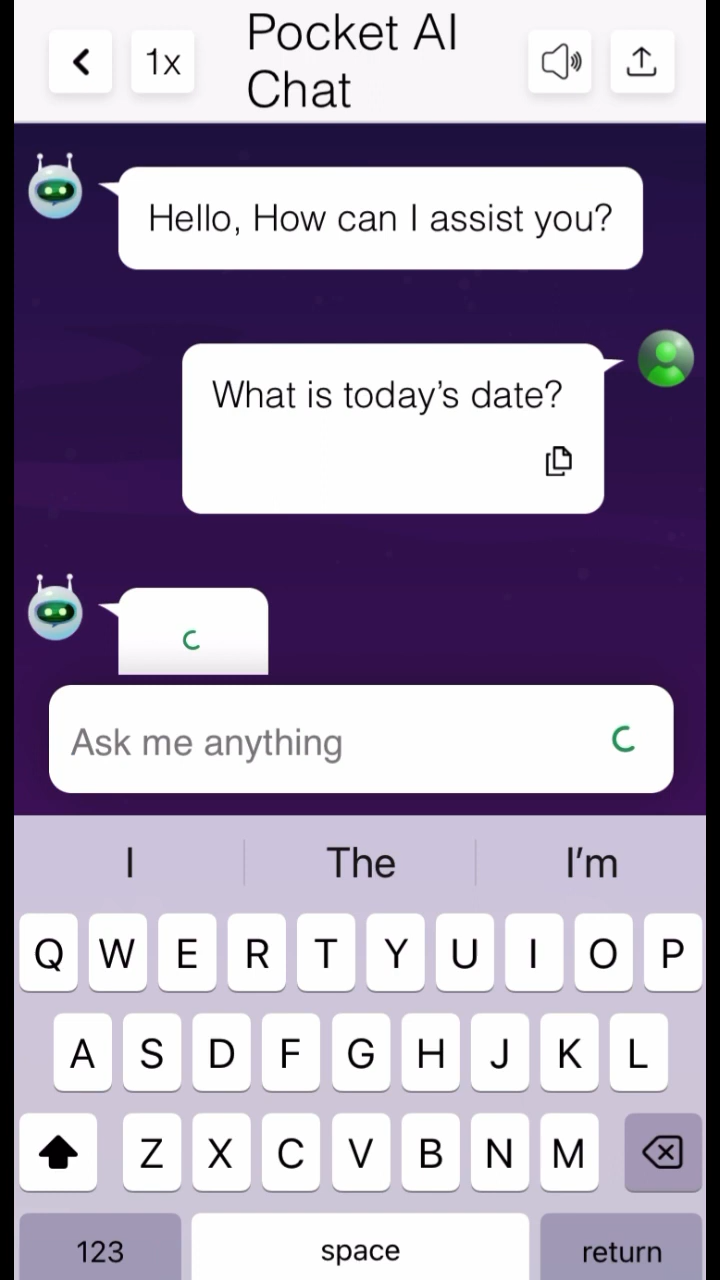 1x
Pocket AI
Chat
Hello, How can I assist you?
What is today’s date?
Ask me anything
I The I’m
Q W E R T Y U I O P
A S D F G H J K L
Z X C V B N M
123 space return